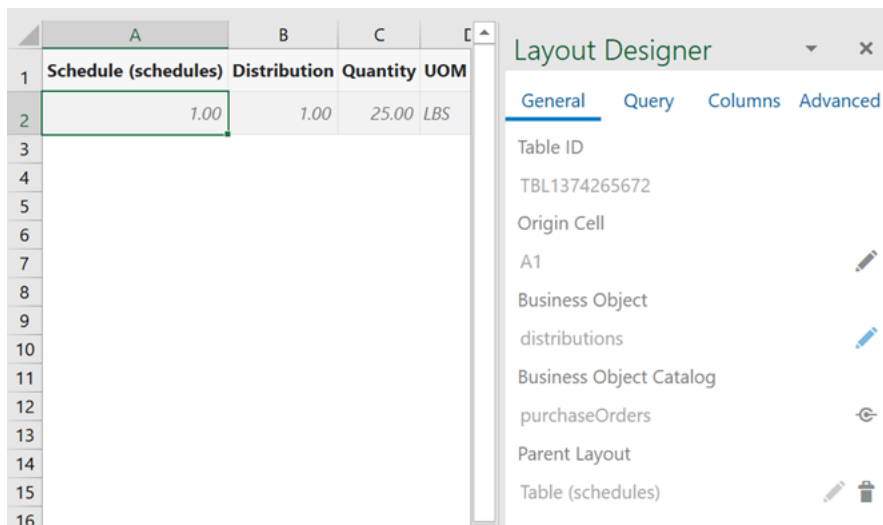 A B C
1 Schedule (schedules) Distribution Quantity UOM
2 1.00 1.00 25.00 LBS
3
4
5
6
7
8
9
10
11
12
13
14
15
16
Layout Designer
General Query Columns Advanced
Table ID
TBL1374265672
Origin Cell
A1
Business Object
distributions
Business Object Catalog
purchaseOrders
Parent Layout
Table (schedules)